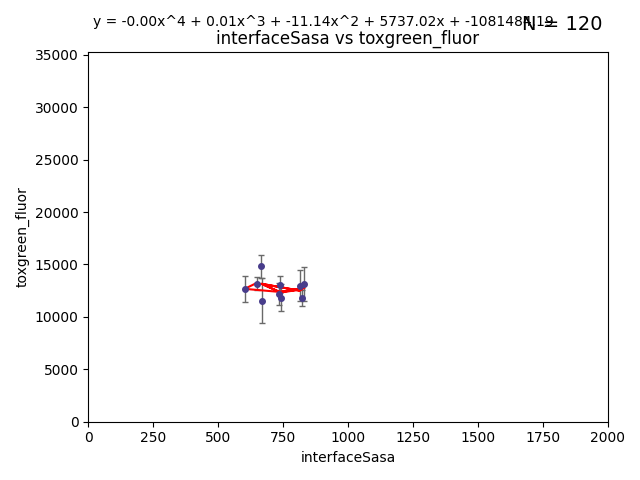 y = -0.00x^4 + 0.01x^3 + -11.14x^2 + 5737.02x + -1081484.19
N = 120
interfaceSasa vs toxgreen_fluor
35000
30000
25000
20000
15000
10000
5000
0
toxgreen_fluor
0 250 500 750 1000 1250 1500 1750 2000
interfaceSasa